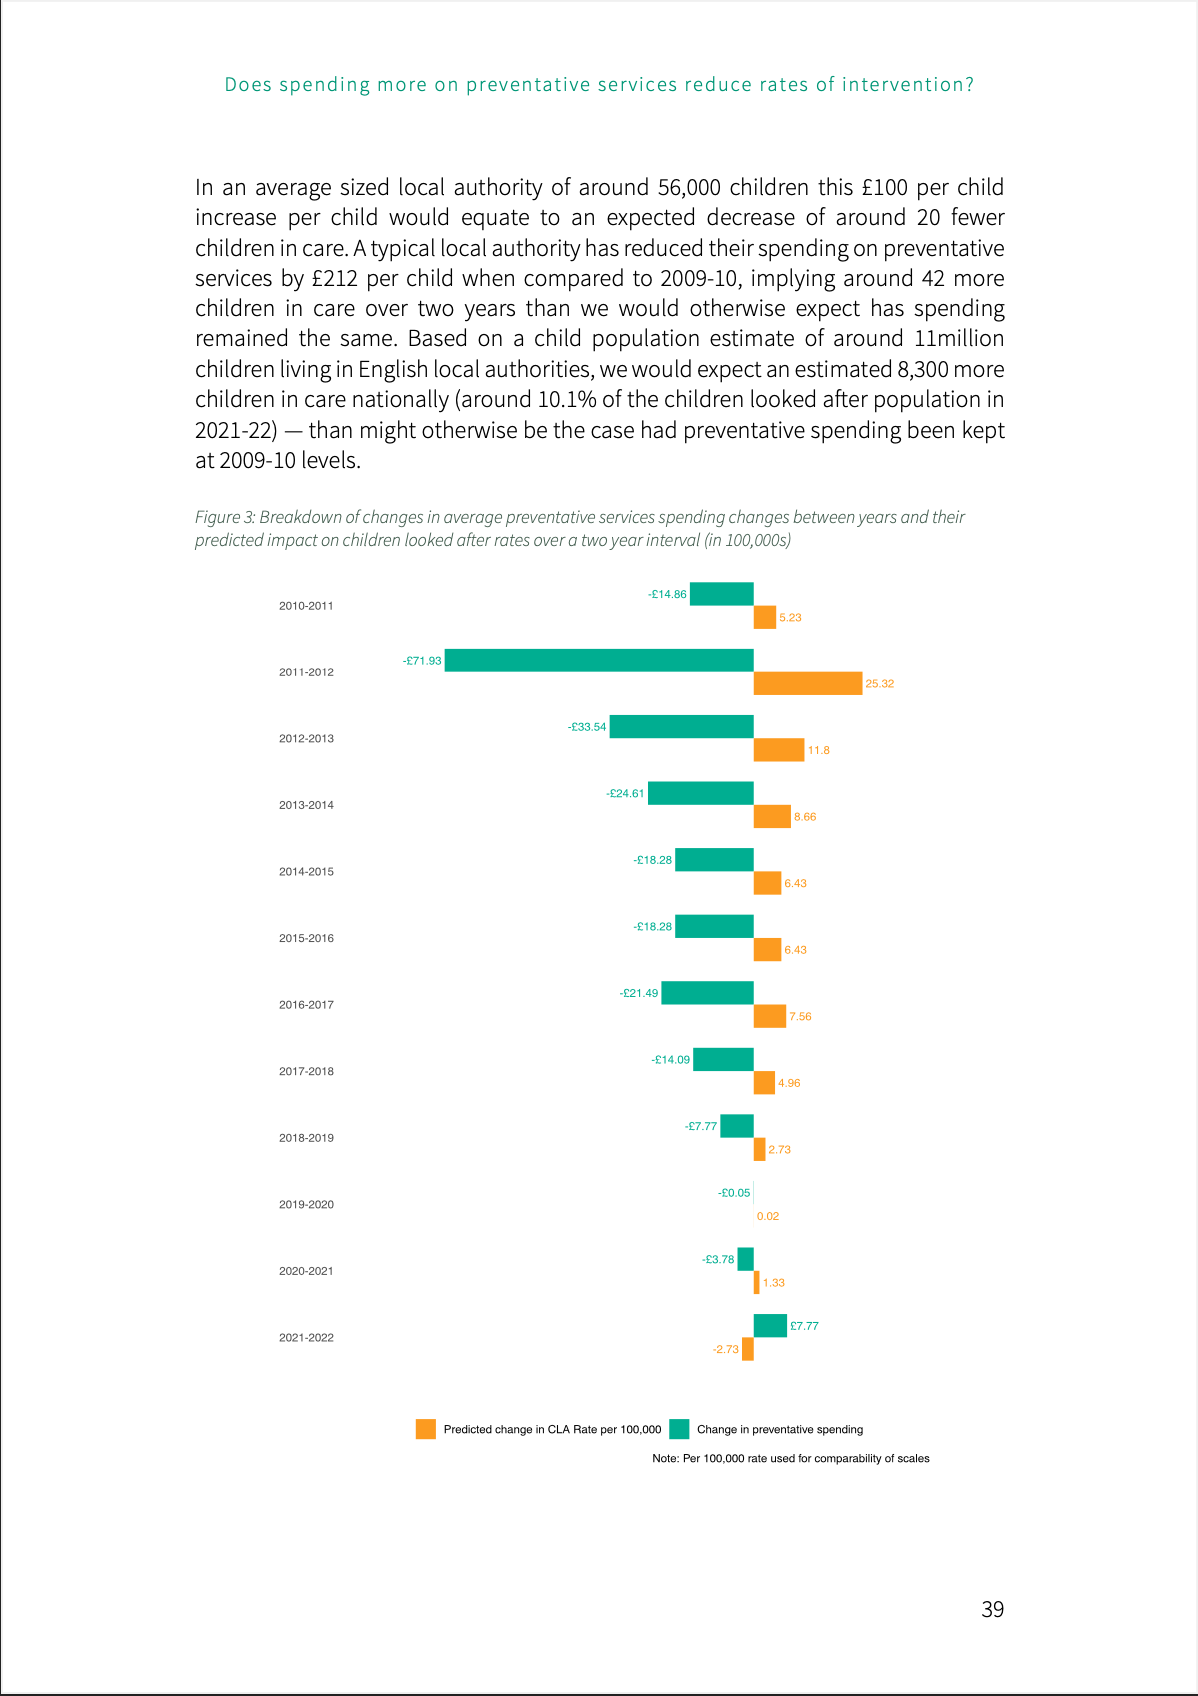 Does spending more on preventative services reduce rates of intervention?
In an average sized local authority of around 56,000 children this £100 per child
increase per child would equate to an expected decrease of around 20 fewer
children in care. A typical local authority has reduced their spending on preventative
services by £212 per child when compared to 2009-10, implying around 42 more
children in care over two years than we would otherwise expect has spending
remained the same. Based on a child population estimate of around 11million
children living in English local authorities, we would expect an estimated 8,300 more
children in care nationally (around 10.1% of the children looked after population in
2021-22) — than might otherwise be the case had preventative spending been kept
at 2009-10 levels.
Figure 3: Breakdown of changes in average preventative services spending changes between years and their
predicted impact on children looked after rates over a two year interval (in 100,000s)
-£14.86
2010-2011
5.23
-£71.93
2011-2012
25.32
-£33.54
2012-2013
11.8
-£24.61
2013-2014
8.66
-£18.28
2014-2015
6.43
-£18.28
2015-2016
6.43
-£21.49
2016-2017
7.56
-£14.09
2017-2018
4.96
-£7.77
2018-2019
2.73
-£0.05
2019-2020
0.02
-£3.78
2020-2021
1.33
£7.77
2021-2022
-2.73
Predicted change in CLA Rate per 100,000 Change in preventative spending
Note: Per 100,000 rate used for comparability of scales
39